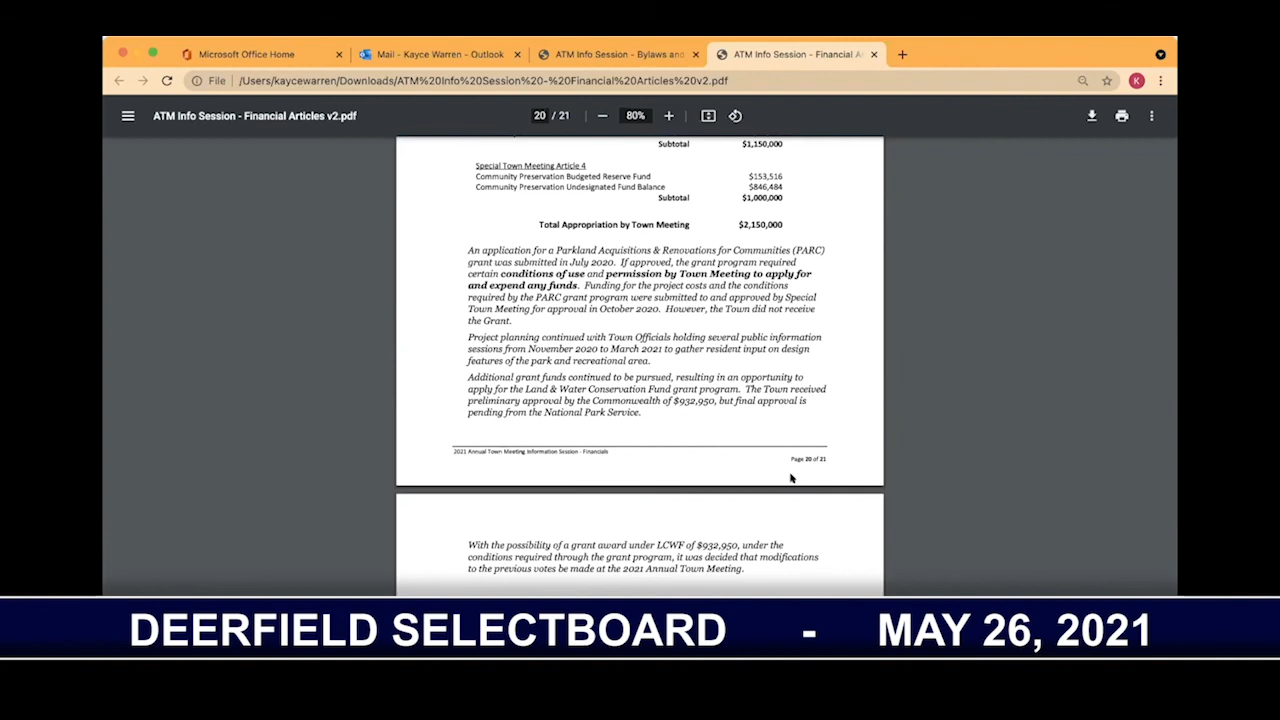 Microsoft Office Home
Mail - Kayce Warren - Outlook
ATM Info Session - Bylaws and
ATM Info Session - Financial A
File
/Users/kaycewarren/Downloads/ATM%20Info%20Session%20-%20Financial%20Articles%20v2.pdf
K
ATM Info Session - Financial Articles v2.pdf
20 / 21
80%
Subtotal $1,150,000
Special Town Meeting Article 4
Community Preservation Budgeted Reserve Fund $153,516
Community Preservation Undesignated Fund Balance $846,484
Subtotal $1,000,000
Total Appropriation by Town Meeting $2,150,000
An application for a Parkland Acquisitions & Renovations for Communities (PARC)
grant was submitted in July 2020. If approved, the grant program required
certain conditions of use and permission by Town Meeting to apply for
and expend any funds. Funding for the project costs and the conditions
required by the PARC grant program were submitted to and approved by Special
Town Meeting for approval in October 2020. However, the Town did not receive
the Grant.
Project planning continued with Town Officials holding several public information
sessions from November 2020 to March 2021 to gather resident input on design
features of the park and recreational area.
Additional grant funds continued to be pursued, resulting in an opportunity to
apply for the Land & Water Conservation Fund grant program. The Town received
preliminary approval by the Commonwealth of $932,950, but final approval is
pending from the National Park Service.
2021 Annual Town Meeting Information Session - Financials
Page 20 of 21
With the possibility of a grant award under LCWF of $932,950, under the
conditions required through the grant program, it was decided that modifications
to the previous votes be made at the 2021 Annual Town Meeting.
DEERFIELD SELECTBOARD - MAY 26, 2021